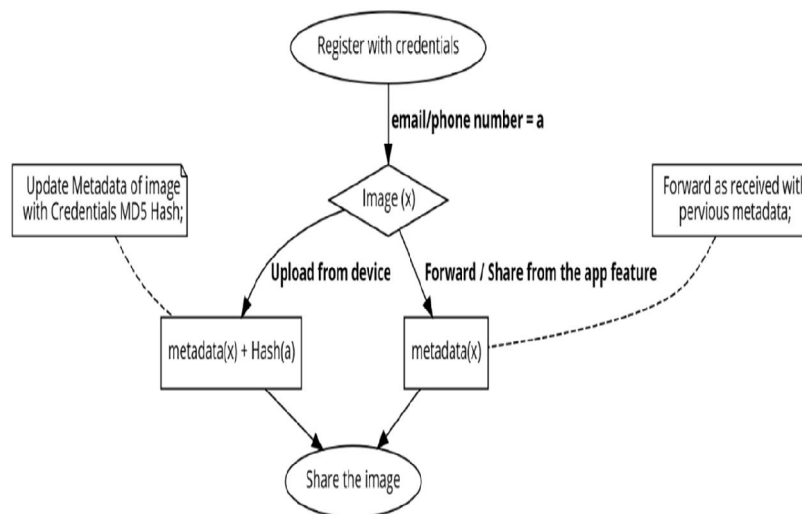 Register with credentials
email/phone number = a
Update Metadata of image
with Credentials MD5 Hash;
Image (x)
Forward as received with
pervious metadata;
Upload from device
Forward / Share from the app feature
metadata(x) + Hash(a)
metadata(x)
Share the image